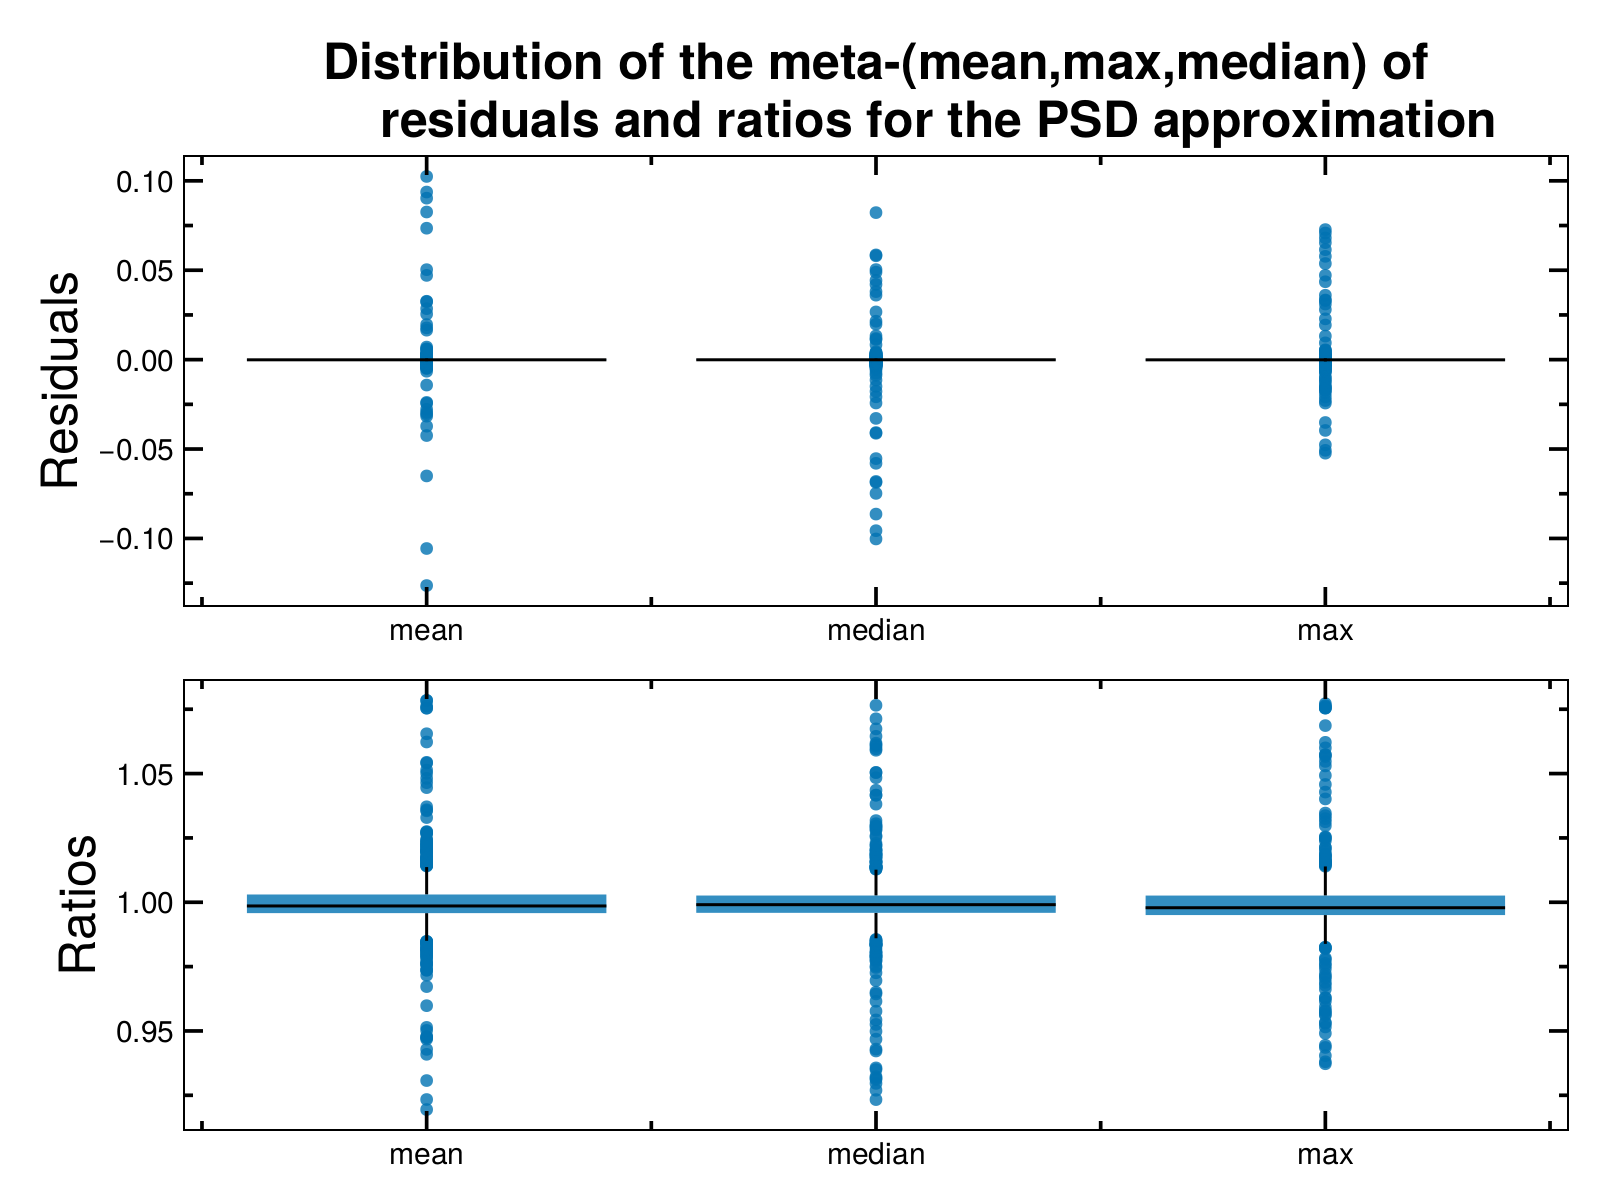 Distribution of the meta-(mean,max,median) of
residuals and ratios for the PSD approximation
Residuals
0.10
0.05
0.00
−0.05
−0.10
mean median max
Ratios
1.05
1.00
0.95
mean median max